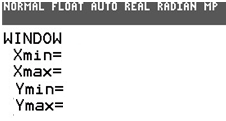 NORMAL FLOAT AUTO REAL RADIAN MP
WINDOW
Xmin=
Xmax=
Ymin=
Ymax=